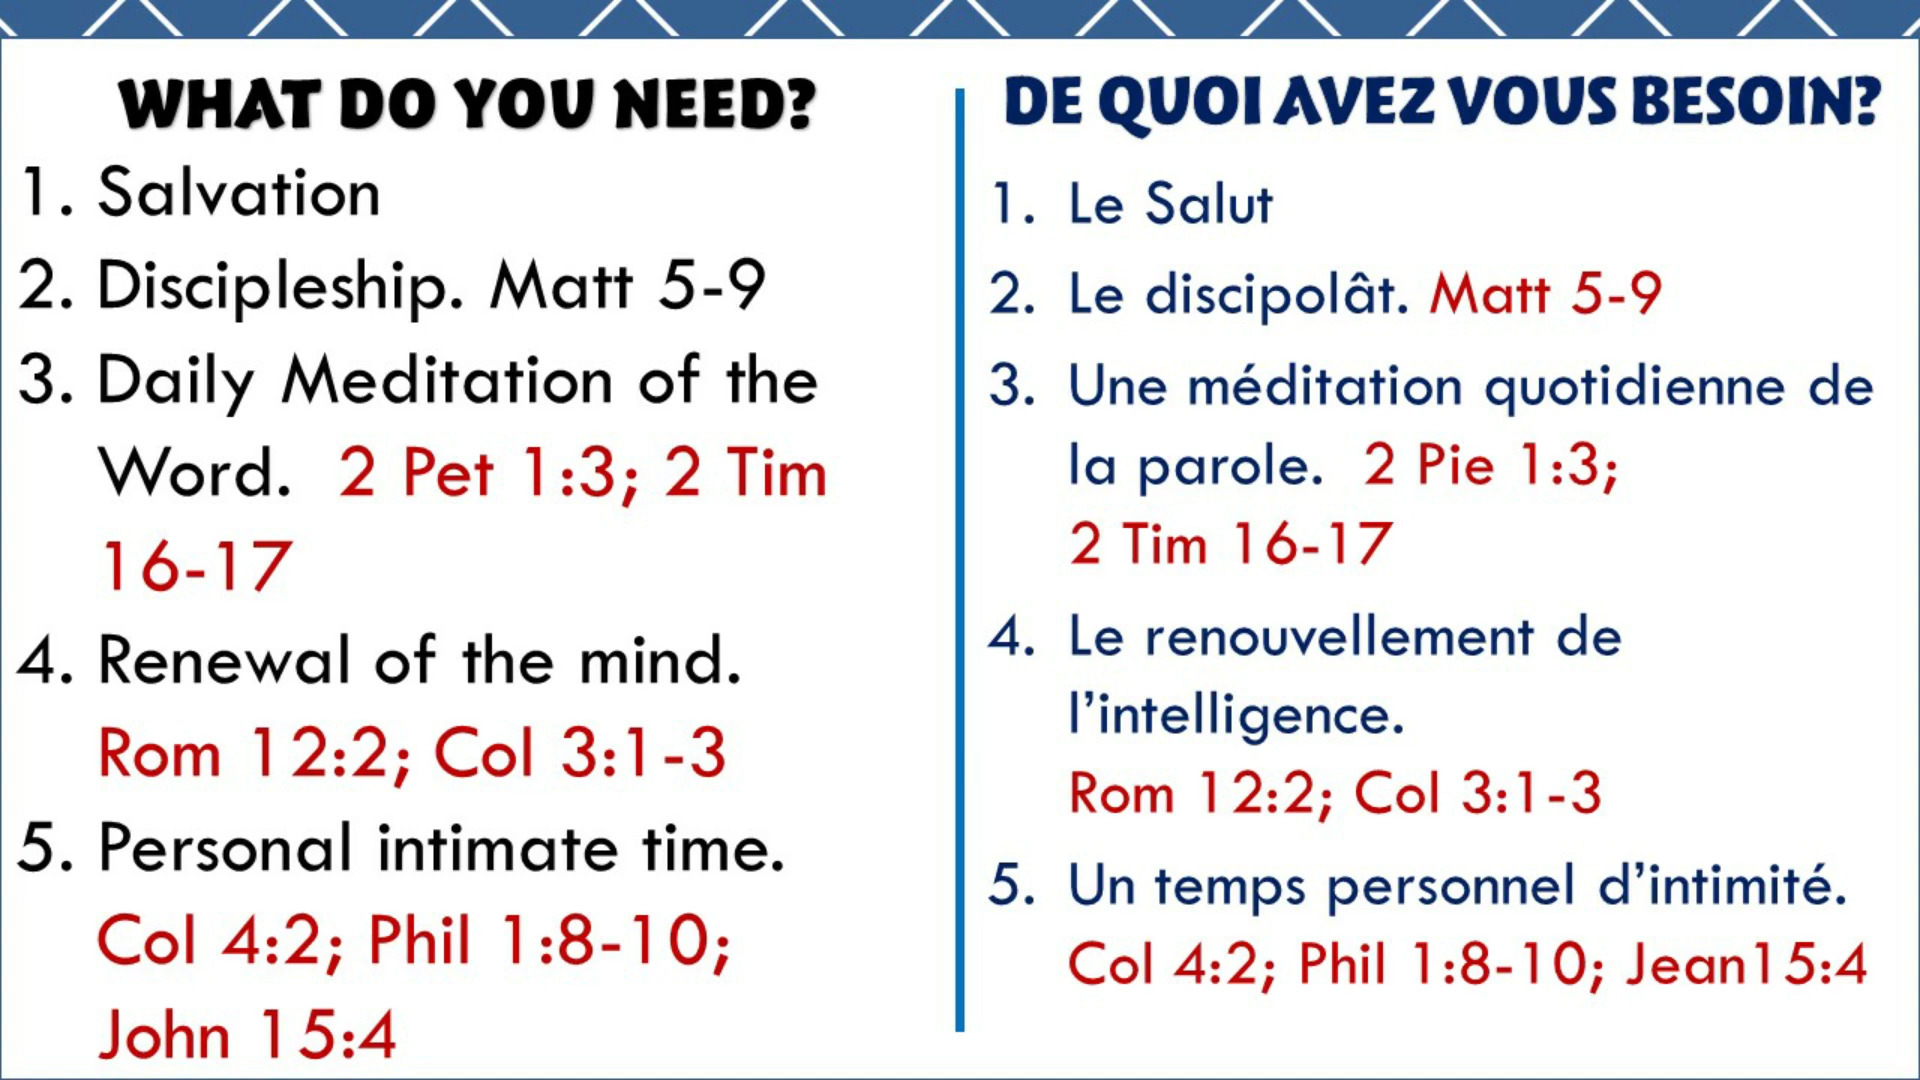 WHAT DO YOU NEED?
1. Salvation
2. Discipleship. Matt 5-9
3. Daily Meditation of the
Word. 2 Pet 1:3; 2 Tim
16-17
4. Renewal of the mind.
Rom 12:2; Col 3:1-3
5. Personal intimate time.
Col 4:2; Phil 1:8-10;
John 15:4
DE QUOI AVEZ VOUS BESOIN?
1. Le Salut
2. Le discipolât. Matt 5-9
3. Une méditation quotidienne de
la parole. 2 Pie 1:3;
2 Tim 16-17
4. Le renouvellement de
l’intelligence.
Rom 12:2; Col 3:1-3
5. Un temps personnel d’intimité.
Col 4:2; Phil 1:8-10; Jean15:4